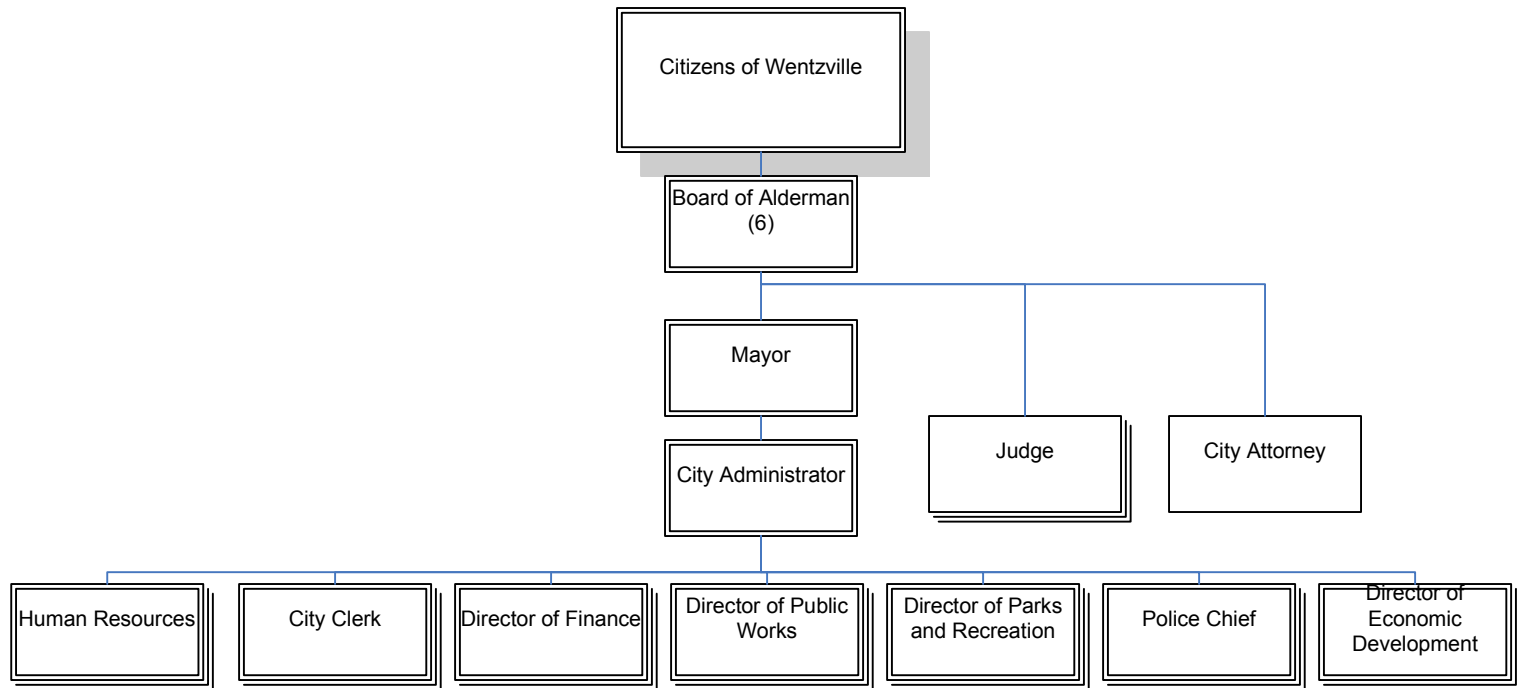 Citizens of Wentzville
Board of Alderman
(6)
Mayor
City Administrator
Judge
City Attorney
Human Resources
City Clerk
Director of Finance
Director of Public
Works
Director of Parks
and Recreation
Police Chief
Director of
Economic
Development